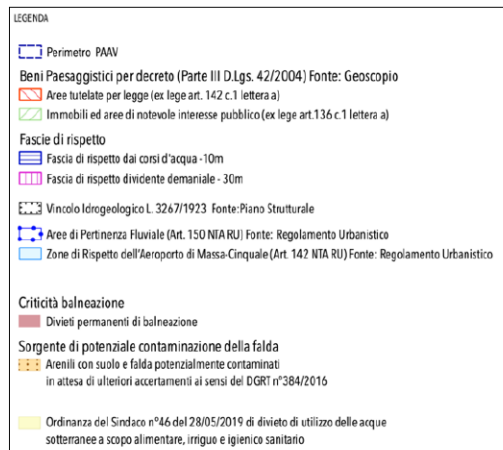 LEGENDA
Perimetro PAAV
Beni Paesaggistici per decreto (Parte III D.Lgs. 42/2004) Fonte: Geoscopio
Aree tutelate per legge (ex lege art. 142 c.1 lettera a)
Immobili ed aree di notevole interesse pubblico (ex lege art.136 c.1 lettera a)
Fascie di rispetto
Fascia di rispetto dai corsi d'acqua -10m
Fascia di rispetto dividente demaniale - 30m
Vincolo Idrogeologico L. 3267/1923 Fonte:Piano Strutturale
Aree di Pertinenza Fluviale (Art. 150 NTA RU) Fonte: Regolamento Urbanistico
Zone di Rispetto dell'Aeroporto di Massa-Cinquale (Art. 142 NTA RU) Fonte: Regolamento Urbanistico
Criticità balneazione
Divieti permanenti di balneazione
Sorgente di potenziale contaminazione della falda
Arenili con suolo e falda potenzialmente contaminati
in attesa di ulteriori accertamenti ai sensi del DGRT n°384/2016
Ordinanza del Sindaco n°46 del 28/05/2019 di divieto di utilizzo delle acque
sotterranee a scopo alimentare, irriguo e igienico sanitario